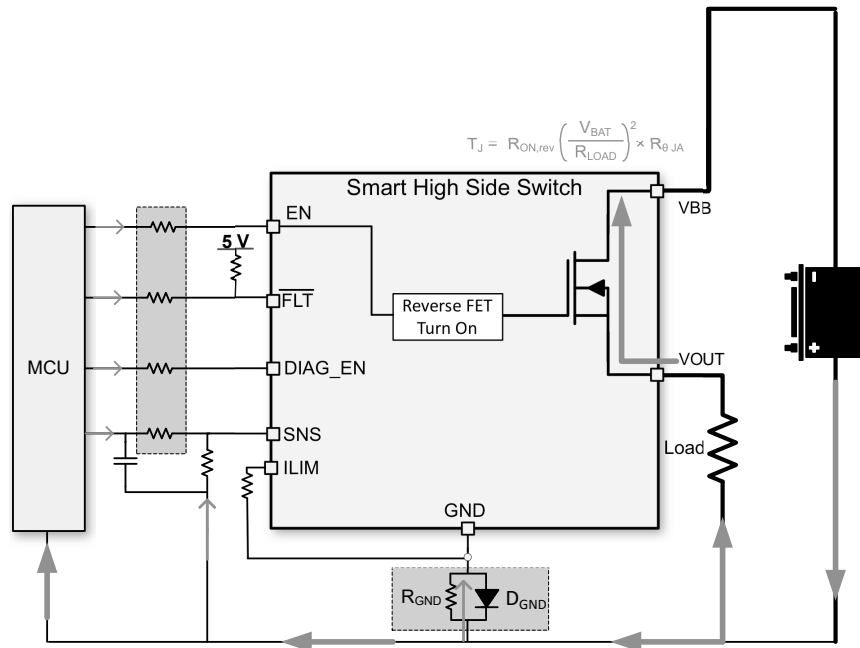 T_J = R_ON,rev (V_BAT / R_LOAD)^2 × R_θJA
Smart High Side Switch
VBB
EN
5 V
FLT
Reverse FET
Turn On
MCU
DIAG_EN
VOUT
SNS
ILIM
Load
GND
R_GND
D_GND
-
+